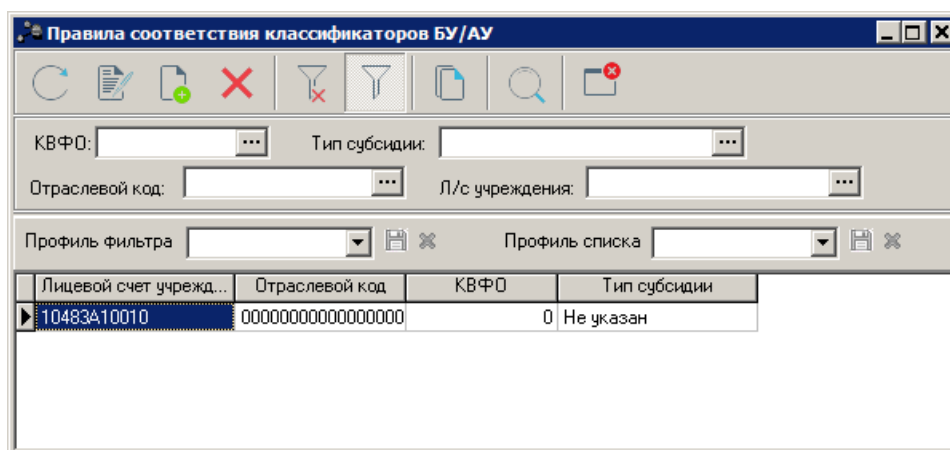 Правила соответствия классификаторов БУ/АУ
КВФО: Тип субсидии:
Отраслевой код: Л/с учреждения:
Профиль фильтра Профиль списка
Лицевой счет учрежд... Отраслевой код КВФО Тип субсидии
10483А10010 00000000000000000 0 Не указан